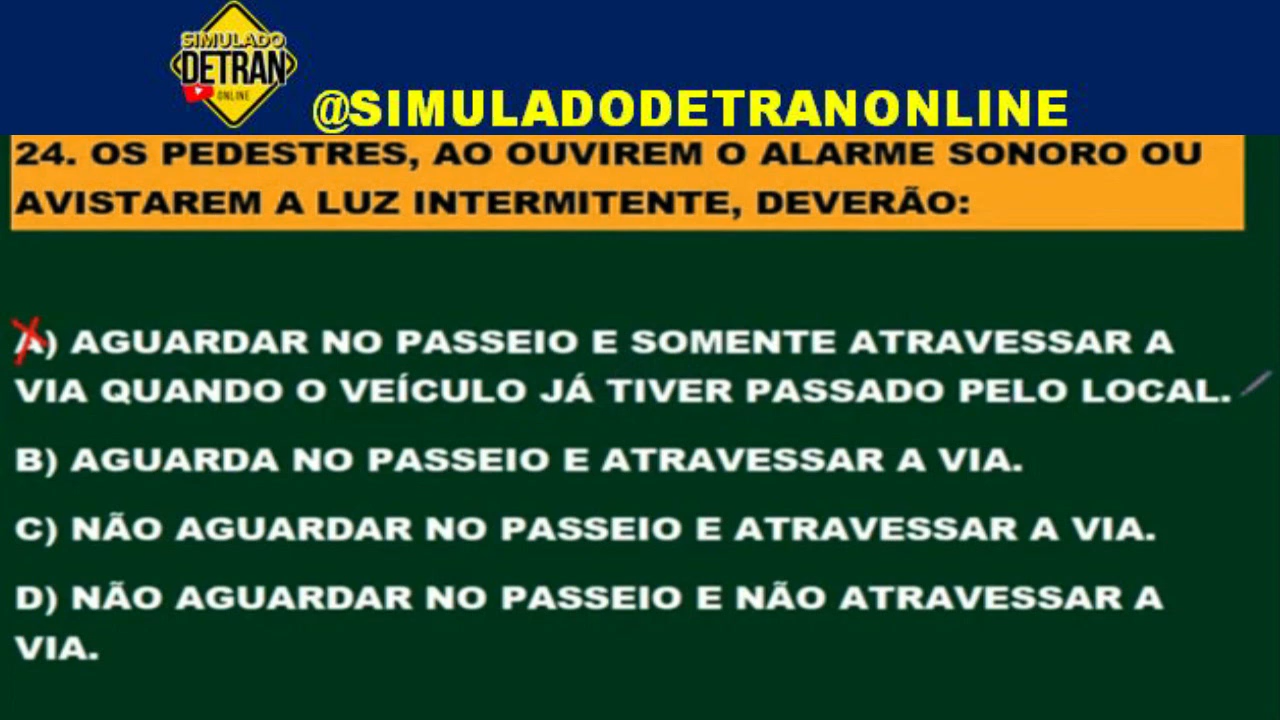 SIMULADO
DETRAN
ONLINE
@SIMULADODETRANONLINE
24. OS PEDESTRES, AO OUVIREM O ALARME SONORO OU
AVISTAREM A LUZ INTERMITENTE, DEVERÃO:
A) AGUARDAR NO PASSEIO E SOMENTE ATRAVESSAR A
VIA QUANDO O VEÍCULO JÁ TIVER PASSADO PELO LOCAL.
B) AGUARDA NO PASSEIO E ATRAVESSAR A VIA.
C) NÃO AGUARDAR NO PASSEIO E ATRAVESSAR A VIA.
D) NÃO AGUARDAR NO PASSEIO E NÃO ATRAVESSAR A
VIA.